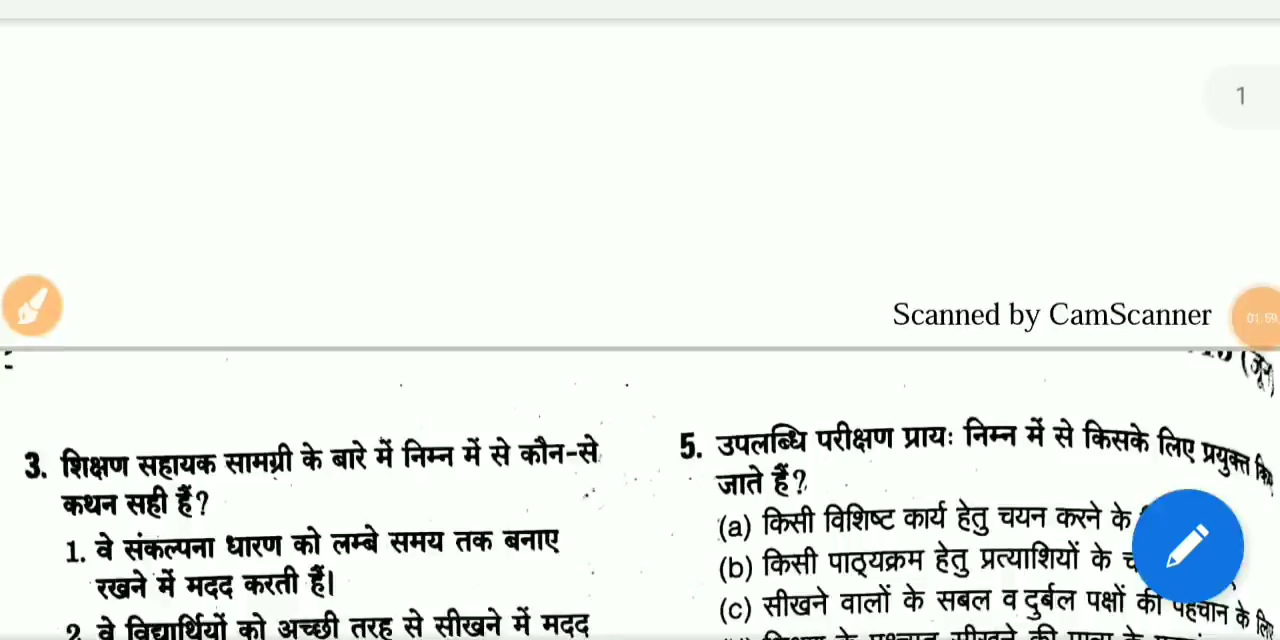 1
Scanned by CamScanner
01:59
(जून)
3. शिक्षण सहायक सामग्री के बारे में निम्न में से कौन-से
कथन सही हैं?
1. वे संकल्पना धारण को लम्बे समय तक बनाए
रखने में मदद करती हैं।
2. वे विद्यार्थियों को अच्छी तरह से सीखने में मदद
5. उपलब्धि परीक्षण प्रायः निम्न में से किसके लिए प्रयुक्त
जाते हैं?
(a) किसी विशिष्ट कार्य हेतु चयन करने के
(b) किसी पाठ्यक्रम हेतु प्रत्याशियों के
(c) सीखने वालों के सबल व दुर्बल पक्षों की पहचान के लिए